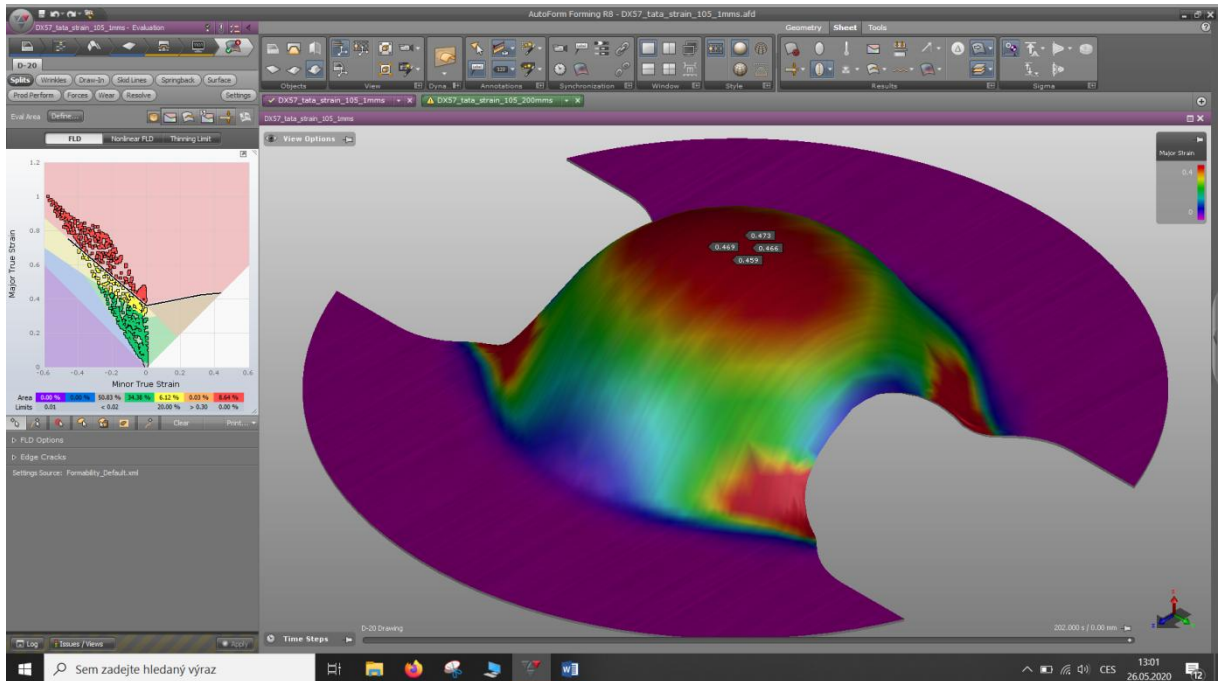 AutoForm Forming R8 - DX57_tata_strain_105_1mms.afd
DX57_tata_strain_105_1mms - Evaluation
D-20
Splits Wrinkles Draw-In Skid Lines Springback Surface
Prod Perform Forces Wear Resolve Settings
Eval Area Define...
FLD Nonlinear FLD Thinning Limit
Geometry Sheet Tools
Objects View Dyna. Annotations Synchronization Window Style Results Sigma
DX57_tata_strain_105_1mms DX57_tata_strain_105_200mms
DX57_tata_strain_105_1mms
View Options
Major Strain
0.4
0
0.473
0.469 0.466
0.459
1.2
1
0.8
0.6
0.4
0.2
0
Major True Strain
-0.6 -0.4 -0.2 0 0.2 0.4 0.6
Minor True Strain
Area 0.00 % 50.83 % 34.38 % 6.12 % 0.03 % 8.64 %
Limits 0.01 < 0.02 20.00 % > 0.30 0.00 %
Clear Print...
FLD Options
Edge Cracks
Settings Source: Formability_Default.xml
D-20 Drawing
202.000 s / 0.00 mm
Log Issues / Views Apply
Time Steps
Sem zadejte hledaný výraz
CES
13:01
26.05.2020